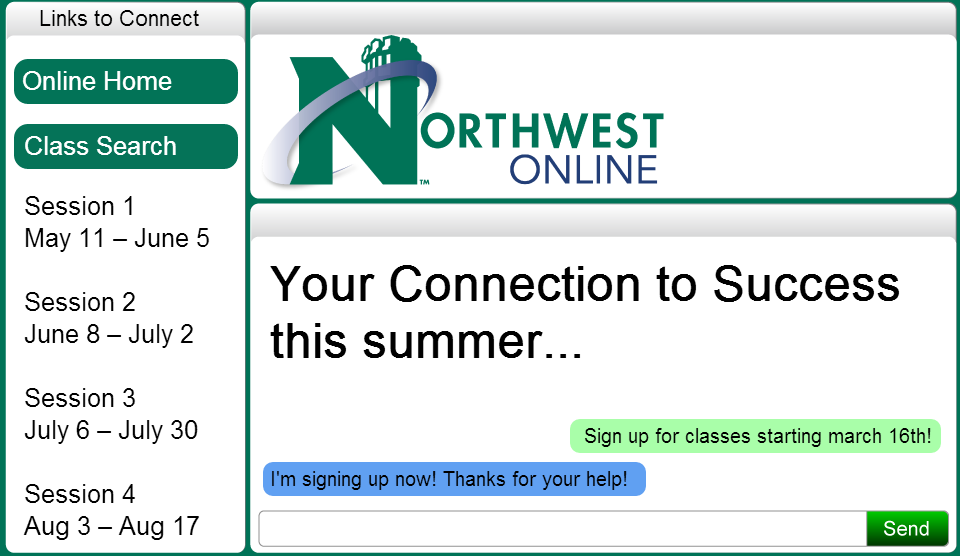 Links to Connect
Online Home
Class Search
Session 1
May 11 – June 5
Session 2
June 8 – July 2
Session 3
July 6 – July 30
Session 4
Aug 3 – Aug 17
NORTHWEST
ONLINE
™
Your Connection to Success
this summer...
Sign up for classes starting march 16th!
I'm signing up now! Thanks for your help!
Send